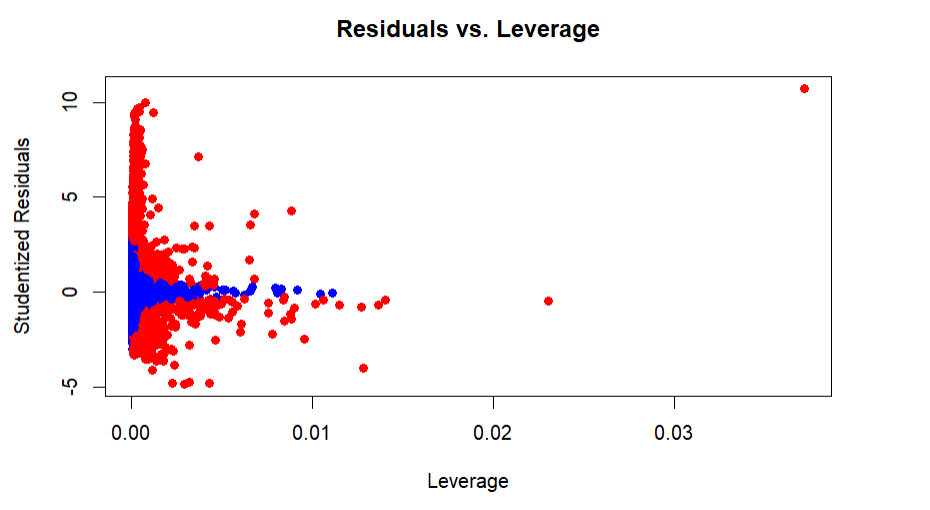 Residuals vs. Leverage
10
5
0
-5
Studentized Residuals
0.00 0.01 0.02 0.03
Leverage